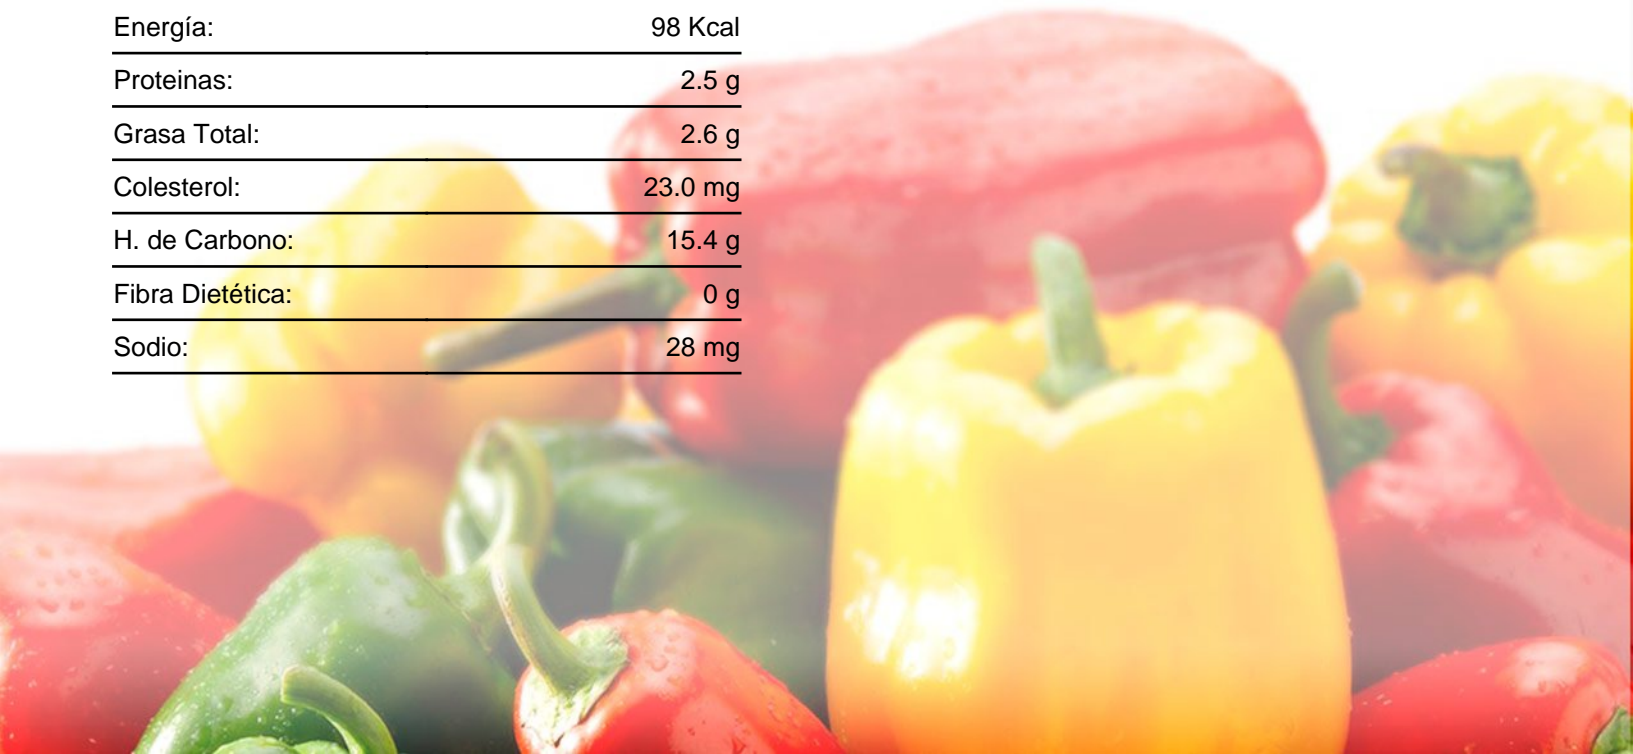 Energía: 98 Kcal
Proteinas: 2.5 g
Grasa Total: 2.6 g
Colesterol: 23.0 mg
H. de Carbono: 15.4 g
Fibra Dietética: 0 g
Sodio: 28 mg